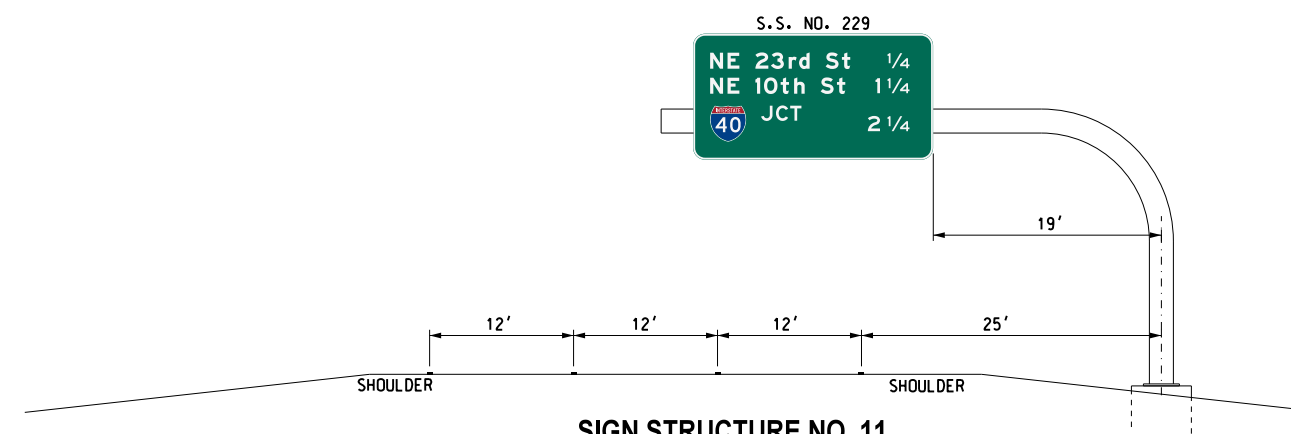 S.S. NO. 229
NE 23rd St 1/4
NE 10th St 1 1/4
INTERSTATE
40 JCT 2 1/4
19'
12' 12' 12' 25'
SHOULDER SHOULDER
SIGN STRUCTURE NO. 11